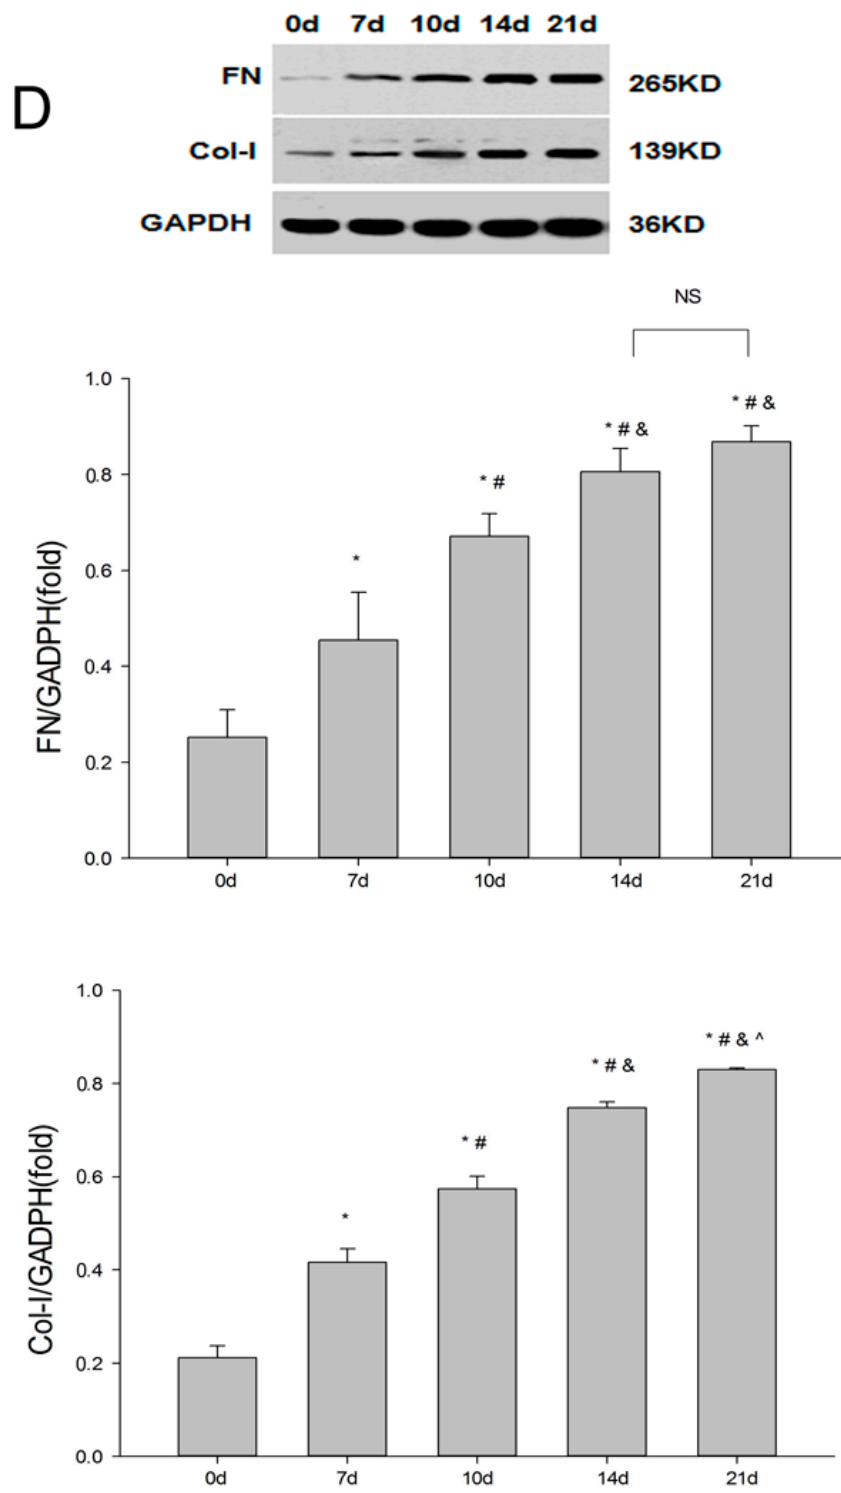 0d 7d 10d 14d 21d
D
FN 265KD
Col-I 139KD
GAPDH 36KD
NS
FN/GADPH(fold)
1.0
0.8
0.6
0.4
0.2
0.0
*
* #
* # &
* # &
0d 7d 10d 14d 21d
Col-I/GADPH(fold)
1.0
0.8
0.6
0.4
0.2
0.0
*
* #
* # &
* # & ^
0d 7d 10d 14d 21d